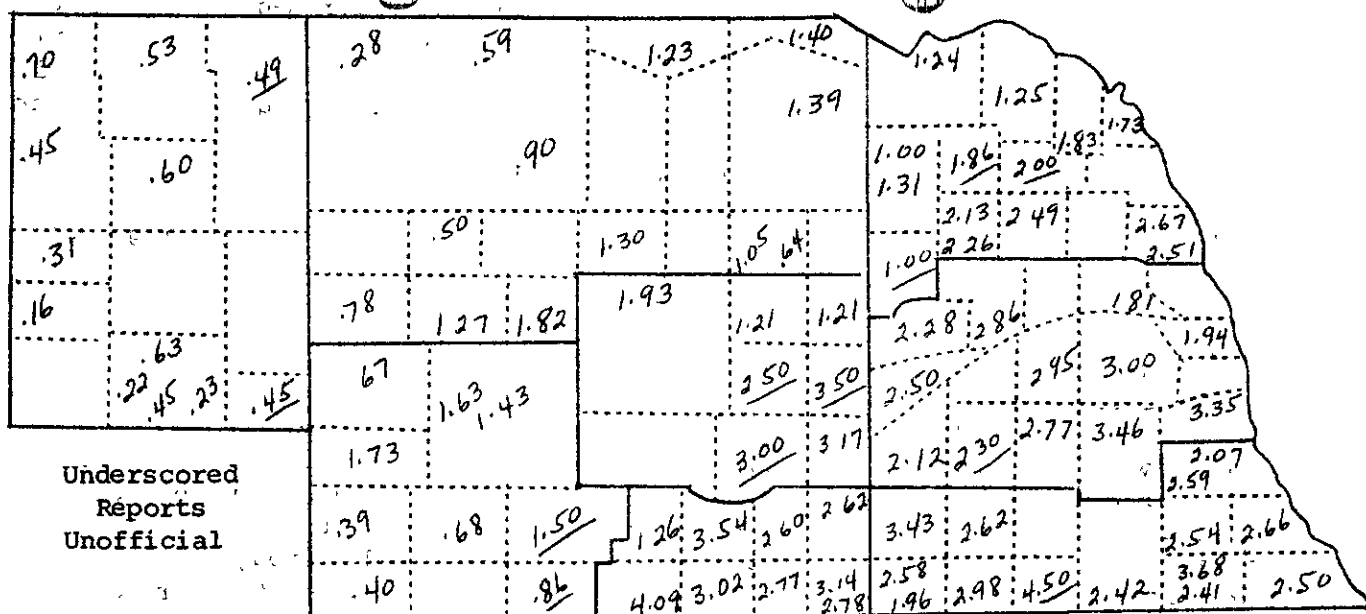 .70 .53 .49 .28 .59 1.23 1.40 1.24
1.39 1.25 1.83 1.73
.45 .60 .90 1.00 1.86 2.00
1.31
.31 .50 1.30 1.05 .64 2.13 2.49 2.67
1.00 2.26 2.51
.16 .78 1.27 1.82 1.93 1.21 1.21 2.28 2.86 1.81 1.94
.63 .67 2.50 3.50 2.50 2.95 3.00
.22 .45 .23 .45 1.63 1.43 3.35
1.73 3.00 3.17 2.12 2.30 2.77 3.46 2.07
2.59
Underscored
Reports
Unofficial
.39 .68 1.50 1.26 3.54 2.60 2.62 3.43 2.62 2.54 2.66
.40 .86 4.09 3.02 2.77 3.14 2.58 2.98 4.50 2.42 3.68 2.50
2.78 1.96 2.41